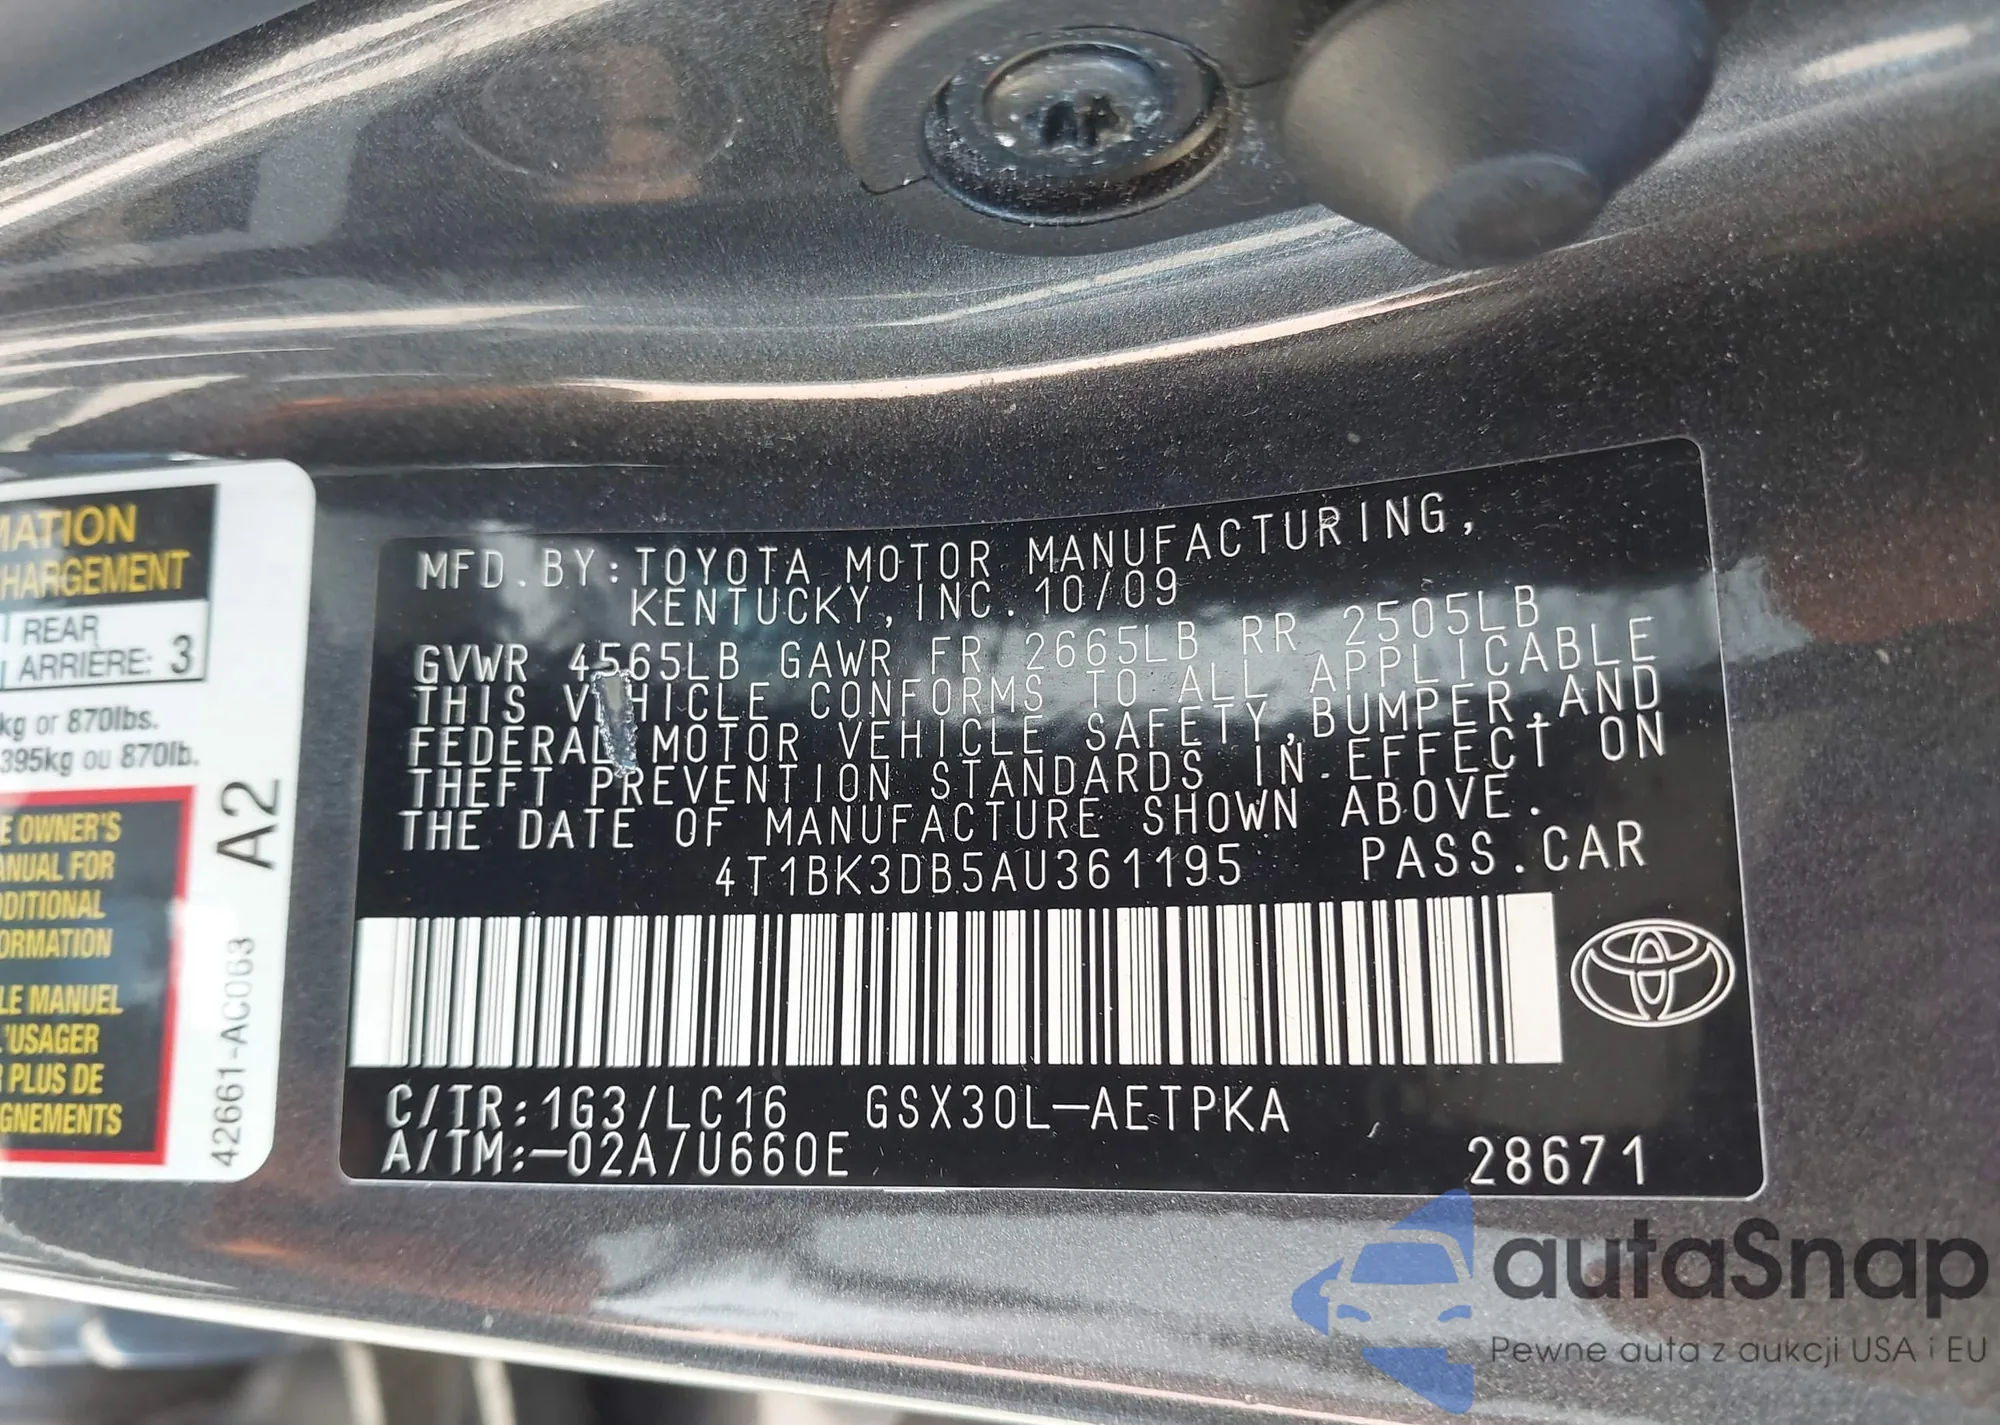 MATION
HARGEMENT
REAR
ARRIÈRE: 3
kg or 870lbs.
395kg ou 870lb.
E OWNER'S
ANUAL FOR
DDITIONAL
ORMATION
LE MANUEL
L'USAGER
R PLUS DE
GNEMENTS
A2
42661-AC063
MFD.BY:TOYOTA MOTOR MANUFACTURING,
KENTUCKY,INC.10/09
GVWR 4565LB GAWR FR 2665LB RR 2505LB
THIS VEHICLE CONFORMS TO ALL APPLICABLE
FEDERAL MOTOR VEHICLE SAFETY,BUMPER,AND
THEFT PREVENTION STANDARDS IN EFFECT ON
THE DATE OF MANUFACTURE SHOWN ABOVE.
4T1BK3DB5AU361195 PASS.CAR
C/TR:1G3/LC16 GSX30L-AETPKA
A/TM:-02A/U660E 28671
autaSnap
Pewne auta z aukcji USA i EU